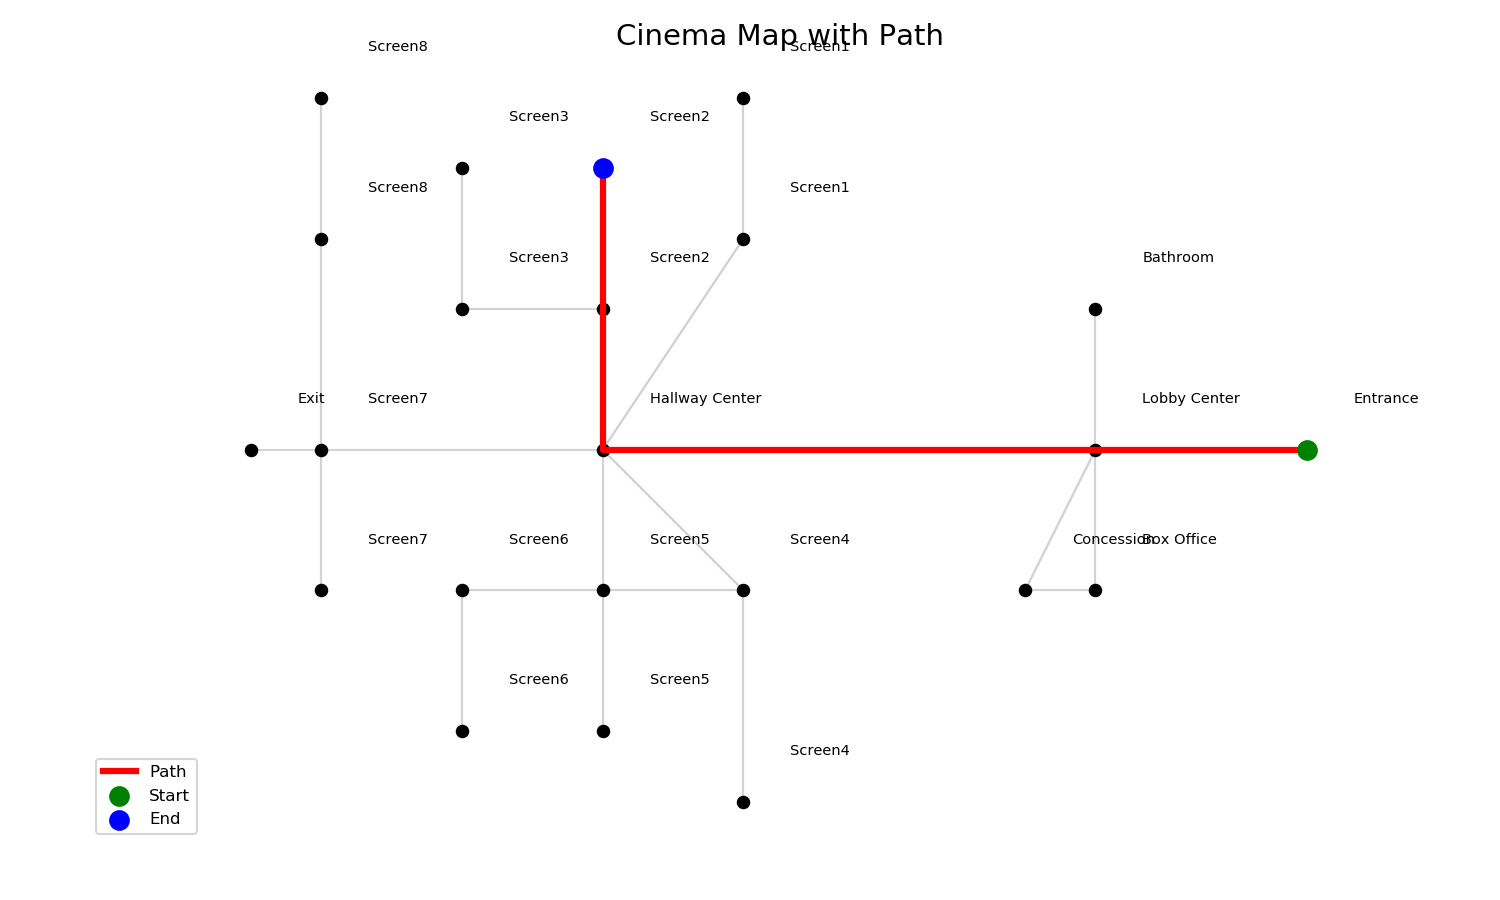 Cinema Map with Path
Screen8
Screen1
Screen3
Screen2
Screen8
Screen1
Screen3
Screen2
Bathroom
Exit
Screen7
Hallway Center
Lobby Center
Entrance
Screen7
Screen6
Screen5
Screen4
Concession
Box Office
Screen6
Screen5
Screen4
Path
Start
End